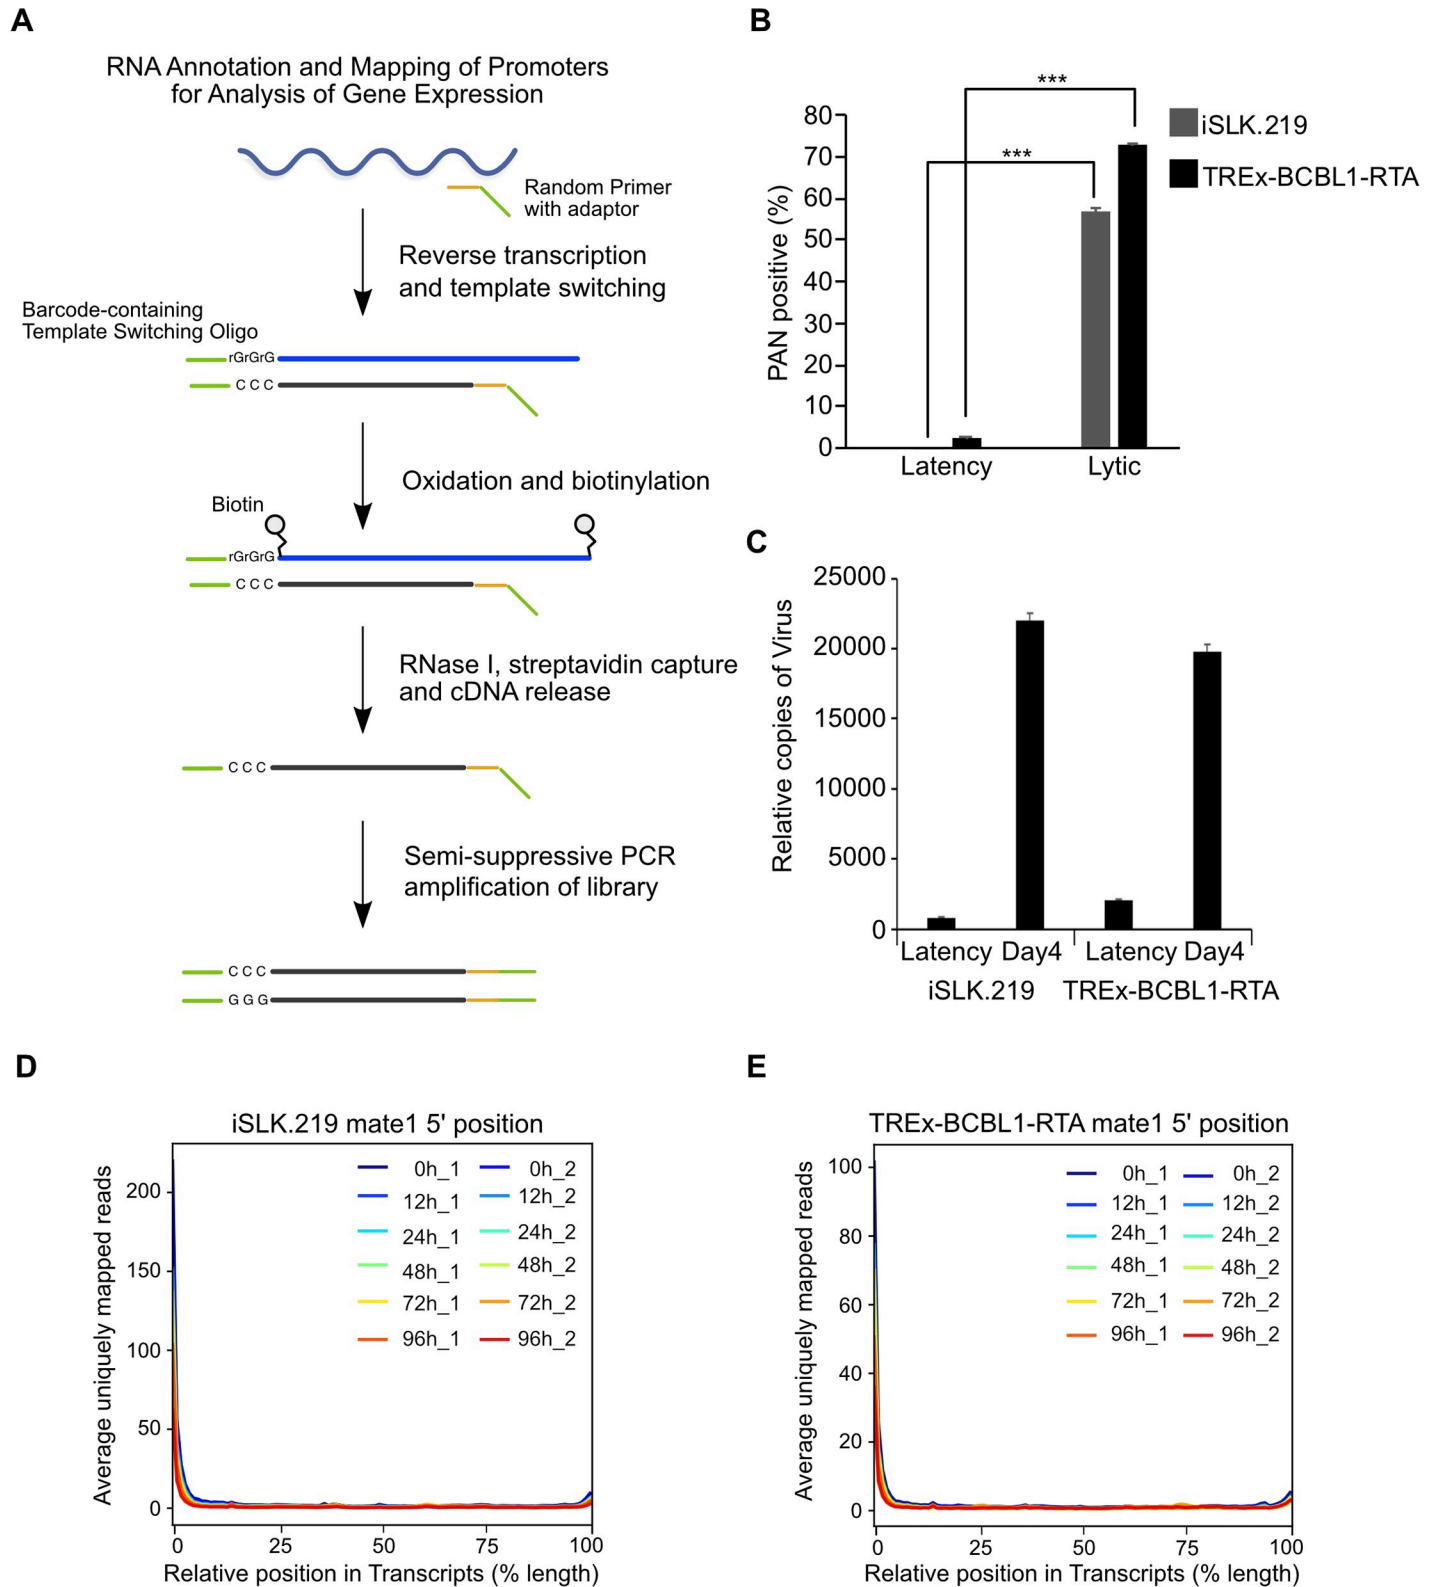 A
RNA Annotation and Mapping of Promoters
for Analysis of Gene Expression
Random Primer
with adaptor
Reverse transcription
and template switching
Barcode-containing
Template Switching Oligo
rGrGrG
C C C
Oxidation and biotinylation
Biotin
rGrGrG
C C C
RNase I, streptavidin capture
and cDNA release
C C C
Semi-suppressive PCR
amplification of library
C C C
G G G
B
***
***
iSLK.219
TREx-BCBL1-RTA
PAN positive (%)
80
70
60
50
40
30
20
10
0
Latency
Lytic
C
Relative copies of Virus
25000
20000
15000
10000
5000
0
Latency Day4 Latency Day4
iSLK.219 TREx-BCBL1-RTA
D
iSLK.219 mate1 5' position
Average uniquely mapped reads
200
150
100
50
0
0h_1 0h_2
12h_1 12h_2
24h_1 24h_2
48h_1 48h_2
72h_1 72h_2
96h_1 96h_2
0 25 50 75 100
Relative position in Transcripts (% length)
E
TREx-BCBL1-RTA mate1 5' position
Average uniquely mapped reads
100
80
60
40
20
0
0h_1 0h_2
12h_1 12h_2
24h_1 24h_2
48h_1 48h_2
72h_1 72h_2
96h_1 96h_2
0 25 50 75 100
Relative position in Transcripts (% length)